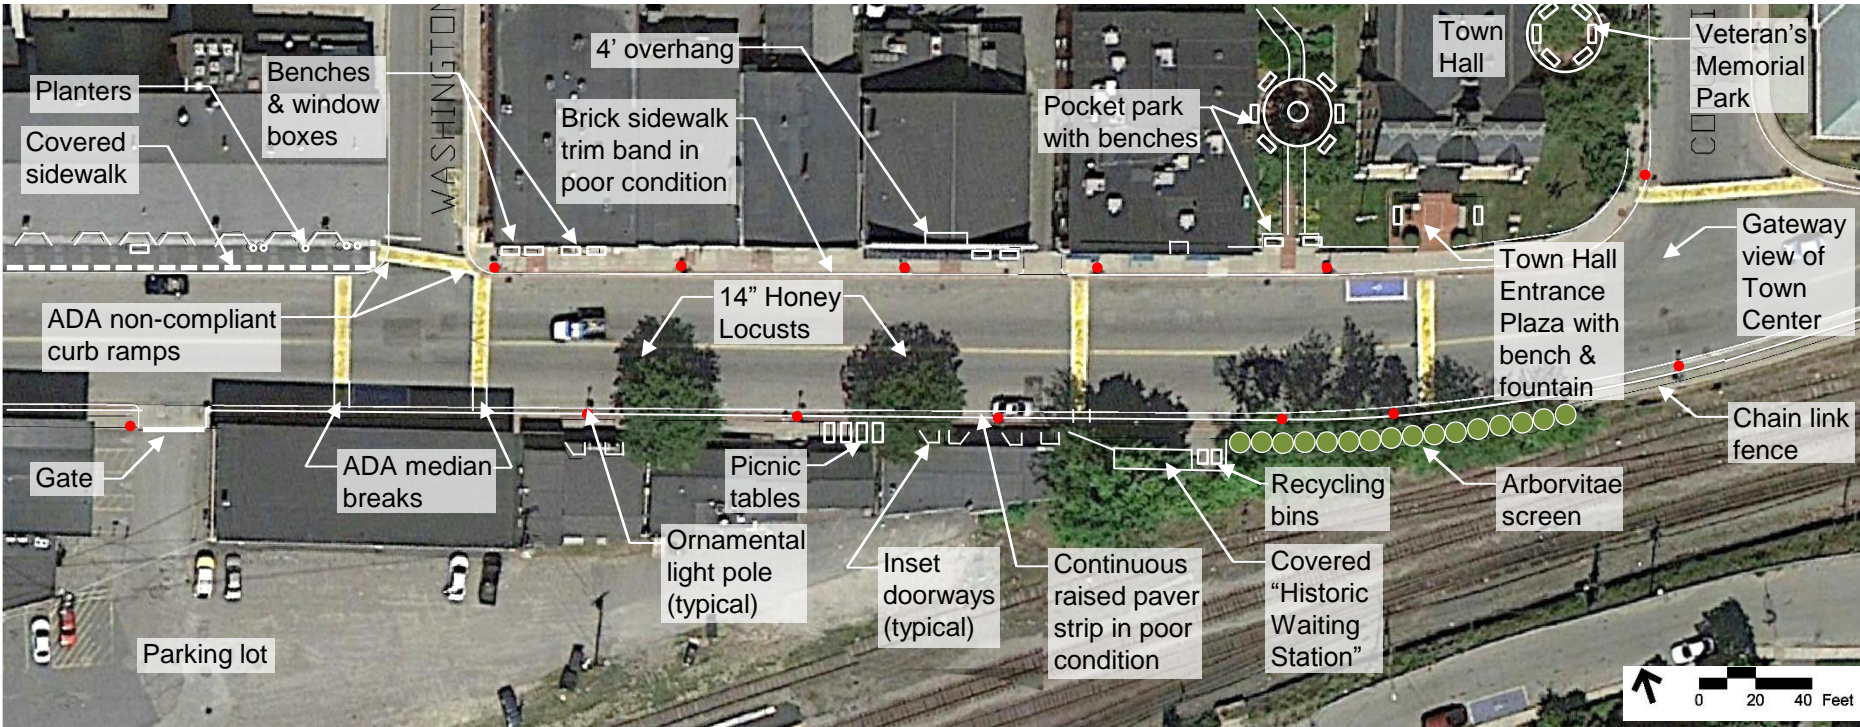 Planters
Covered
sidewalk
Benches
& window
boxes
WASHINGTON
4’ overhang
Brick sidewalk
trim band in
poor condition
Pocket park
with benches
Town
Hall
Veteran’s
Memorial
Park
ADA non-compliant
curb ramps
14” Honey
Locusts
Town Hall
Entrance
Plaza with
bench &
fountain
Gateway
view of
Town
Center
Gate
ADA median
breaks
Picnic
tables
Recycling
bins
Arborvitae
screen
Chain link
fence
Parking lot
Ornamental
light pole
(typical)
Inset
doorways
(typical)
Continuous
raised paver
strip in poor
condition
Covered
“Historic
Waiting
Station”
0 20 40 Feet